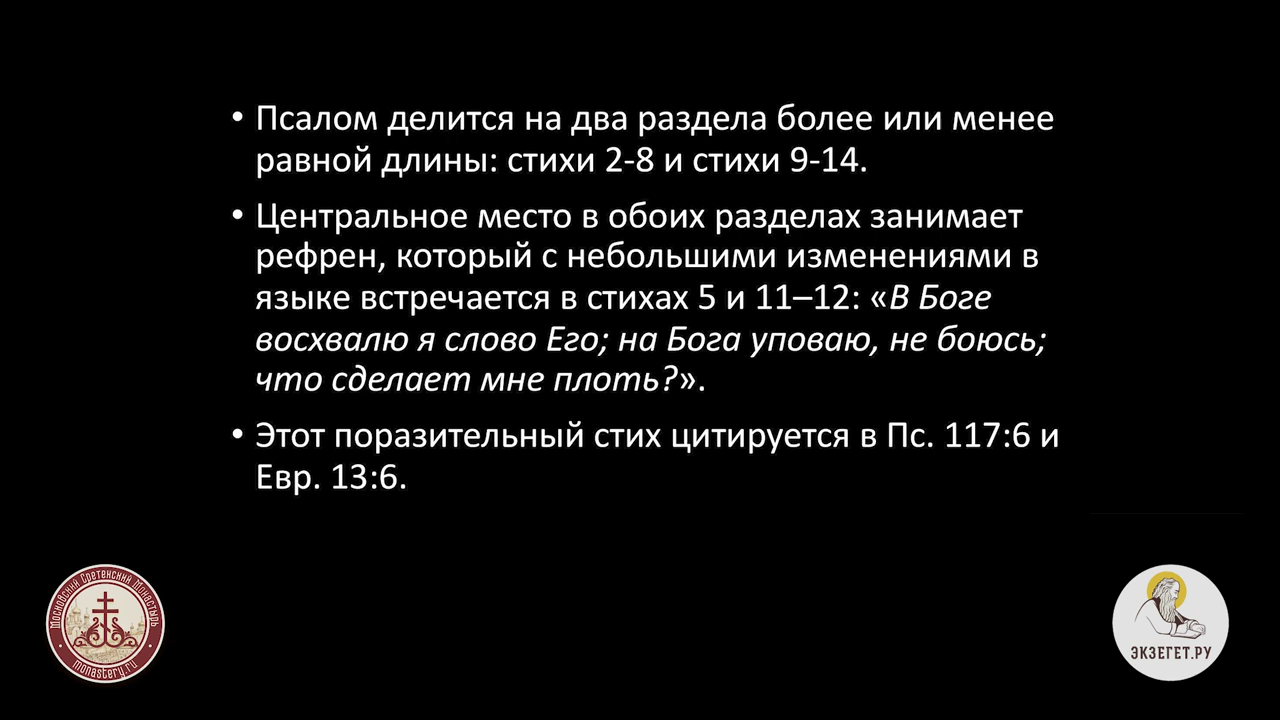 • Псалом делится на два раздела более или менее
равной длины: стихи 2-8 и стихи 9-14.
• Центральное место в обоих разделах занимает
рефрен, который с небольшими изменениями в
языке встречается в стихах 5 и 11–12: «В Боге
восхвалю я слово Его; на Бога уповаю, не боюсь;
что сделает мне плоть?».
• Этот поразительный стих цитируется в Пс. 117:6 и
Евр. 13:6.
Московский Сретенский Монастырь
monastery.ru
ЭКЗЕГЕТ.РУ